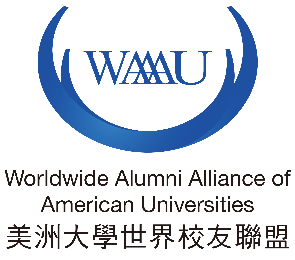 WAAAU
Worldwide Alumni Alliance of
American Universities
美洲大學世界校友聯盟